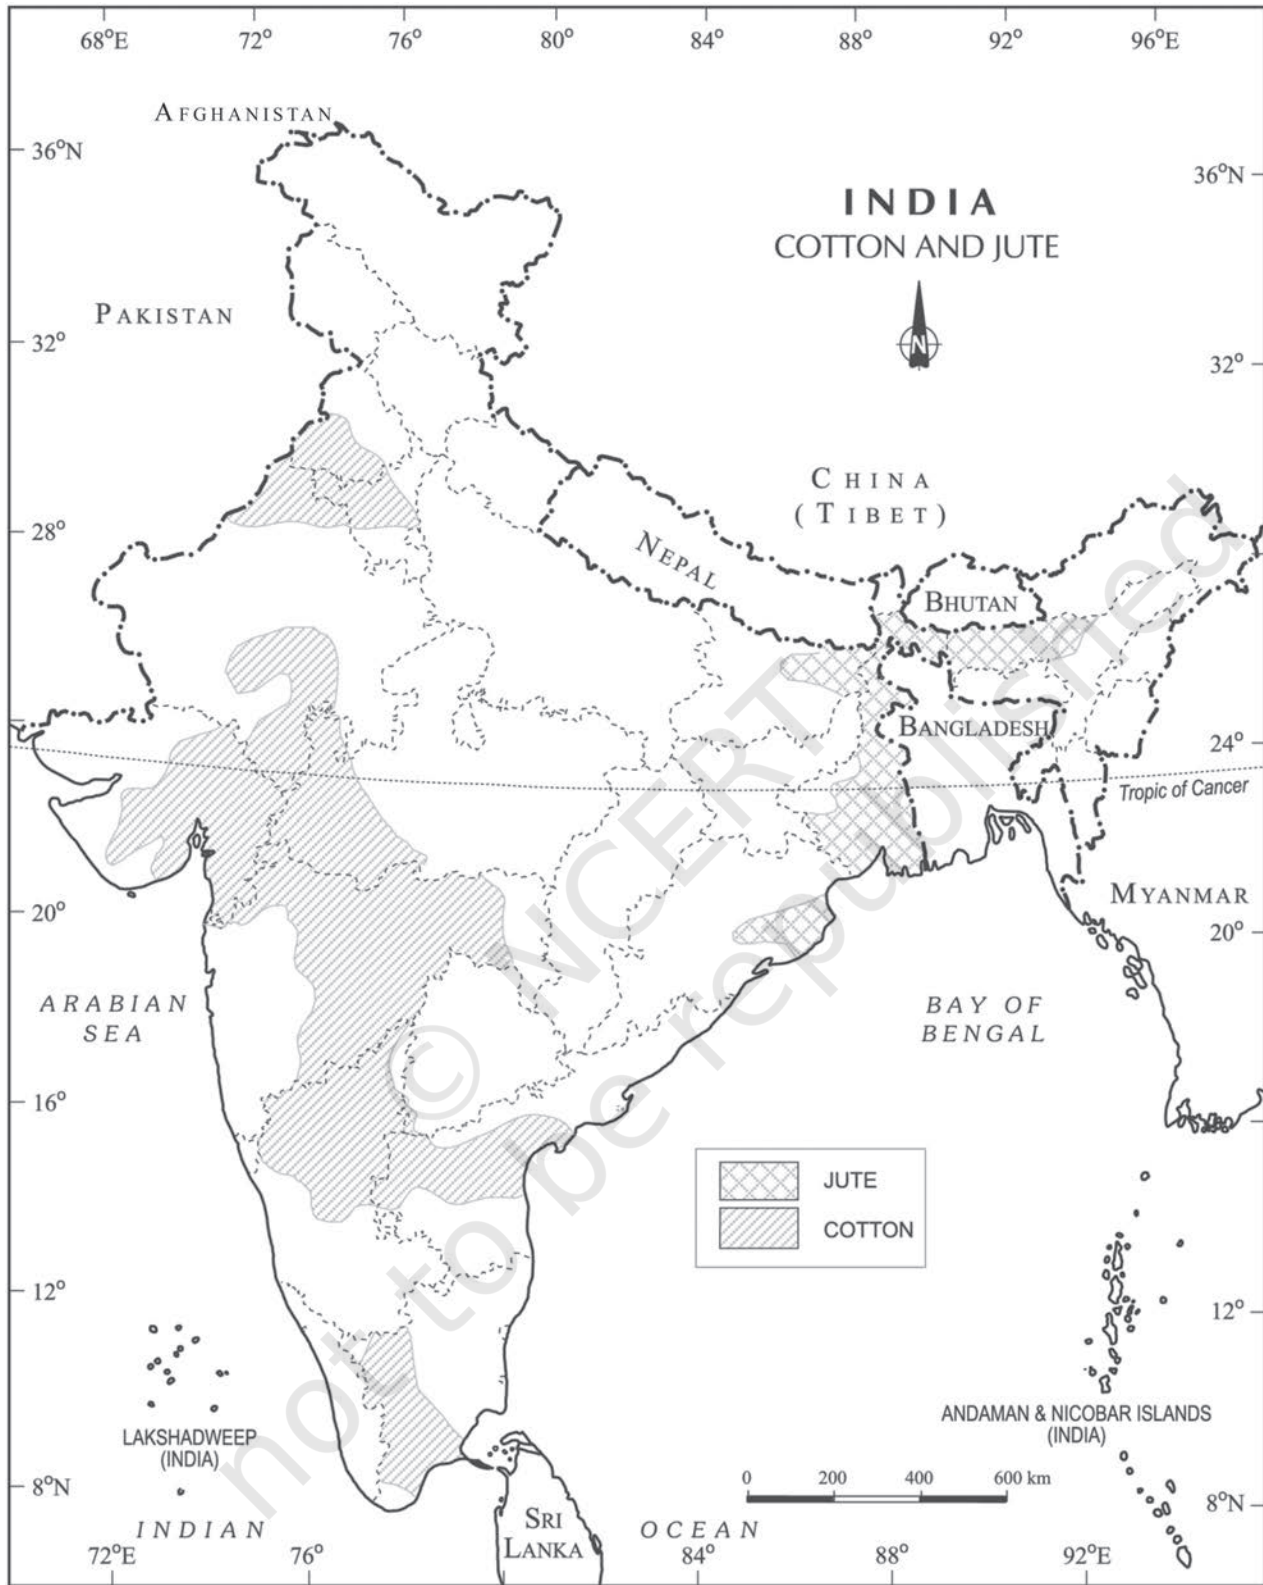 68°E 72° 76° 80° 84° 88° 92° 96°E
AFGHANISTAN
36°N
36°N
INDIA
COTTON AND JUTE
PAKISTAN
N
32°
32°
CHINA
(TIBET)
28°
NEPAL
BHUTAN
BANGLADESH
24°
Tropic of Cancer
MYANMAR
20°
20°
ARABIAN
SEA
BAY OF
BENGAL
16°
JUTE
COTTON
12°
12°
LAKSHADWEEP
(INDIA)
ANDAMAN & NICOBAR ISLANDS
(INDIA)
0 200 400 600 km
8°N
8°N
INDIAN
OCEAN
SRI
LANKA
72°E 76° 84° 88° 92°E
© NCERT
not to be republished